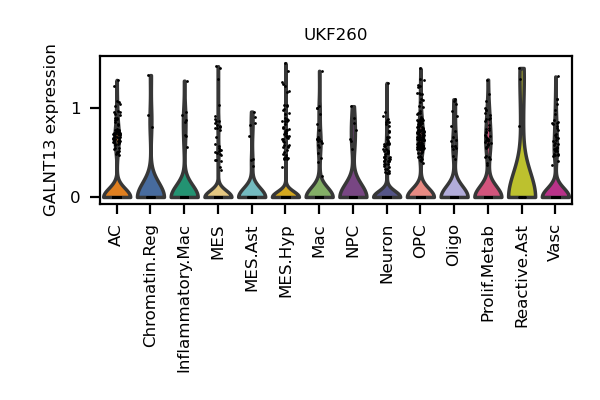 UKF260
GALNT13 expression
1
0
AC
Chromatin.Reg
Inflammatory.Mac
MES
MES.Ast
MES.Hyp
Mac
NPC
Neuron
OPC
Oligo
Prolif.Metab
Reactive.Ast
Vasc